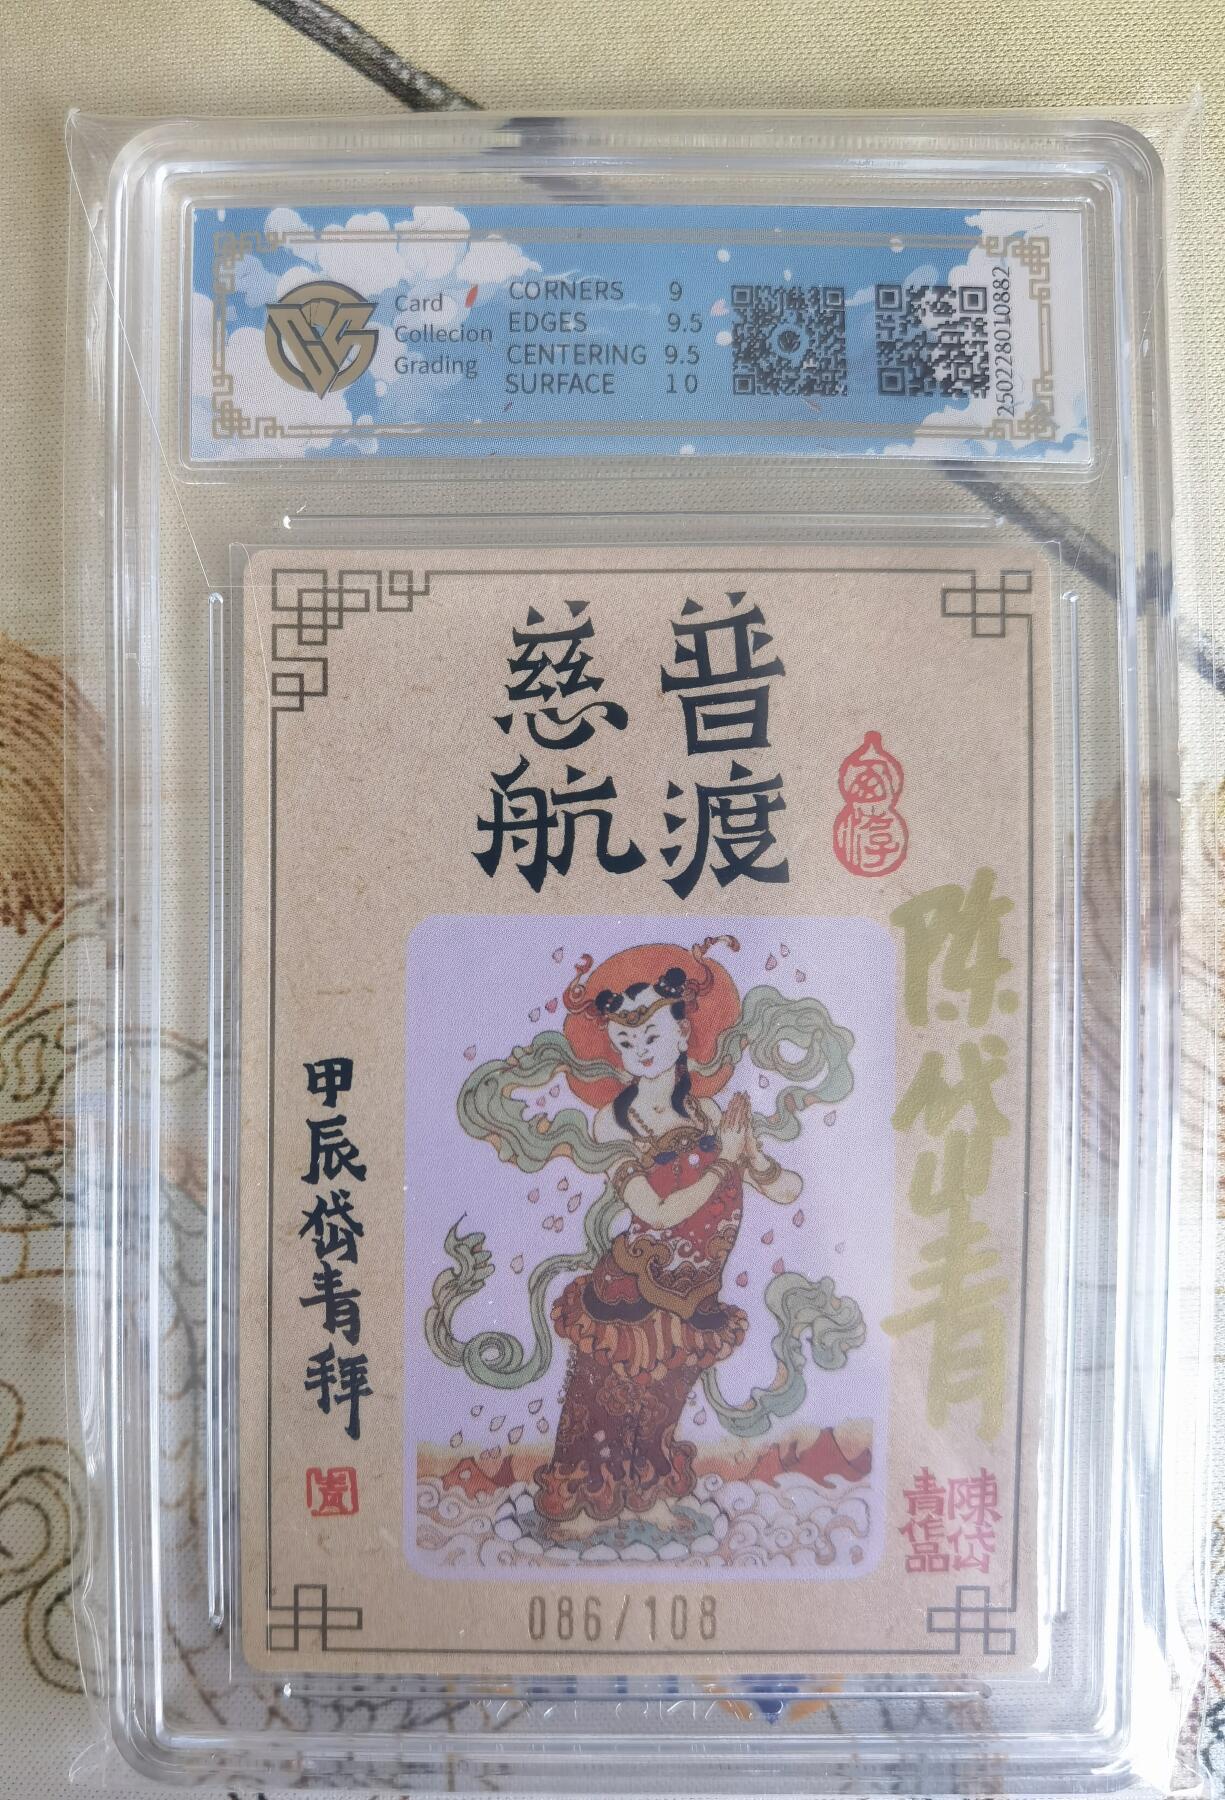 Card
Collecion
Grading
CORNERS 9
EDGES 9.5
CENTERING 9.5
SURFACE 10
2502228010882
普渡
慈航
陈岱青
甲辰岱青拜
陳岱
青作品
086/108